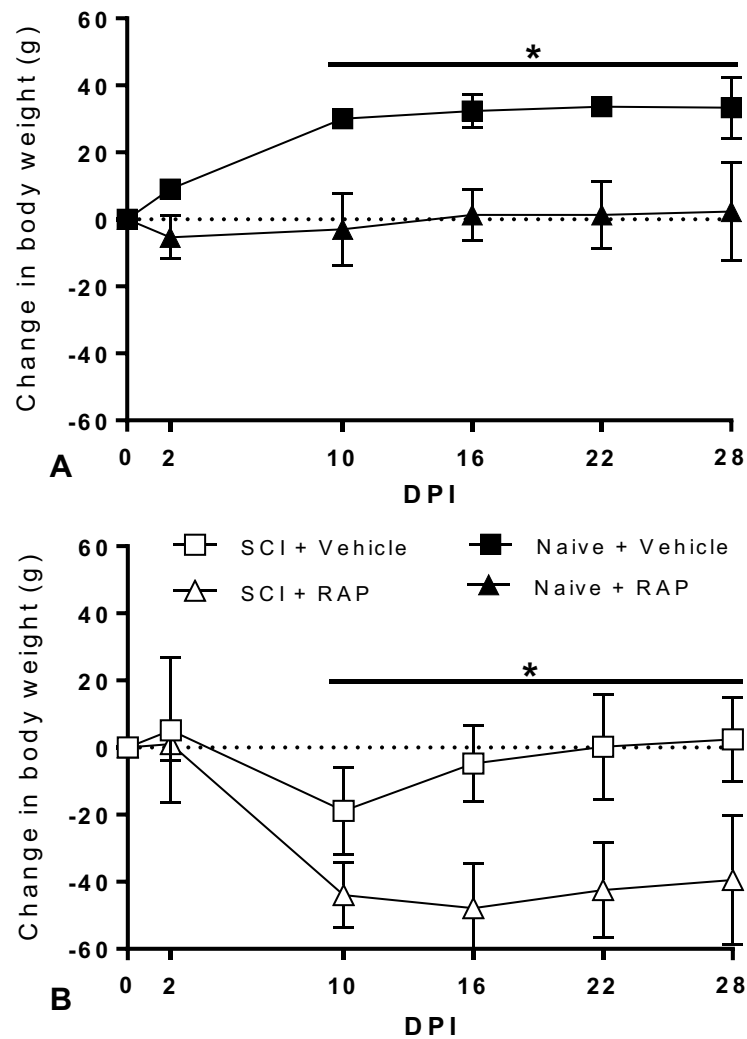 Change in body weight (g)
60
40
20
0
-20
-40
-60
*
0 2 10 16 22 28
A
DPI
Change in body weight (g)
60
40
20
0
-20
-40
-60
SCI + Vehicle
Naive + Vehicle
SCI + RAP
Naive + RAP
*
0 2 10 16 22 28
B
DPI